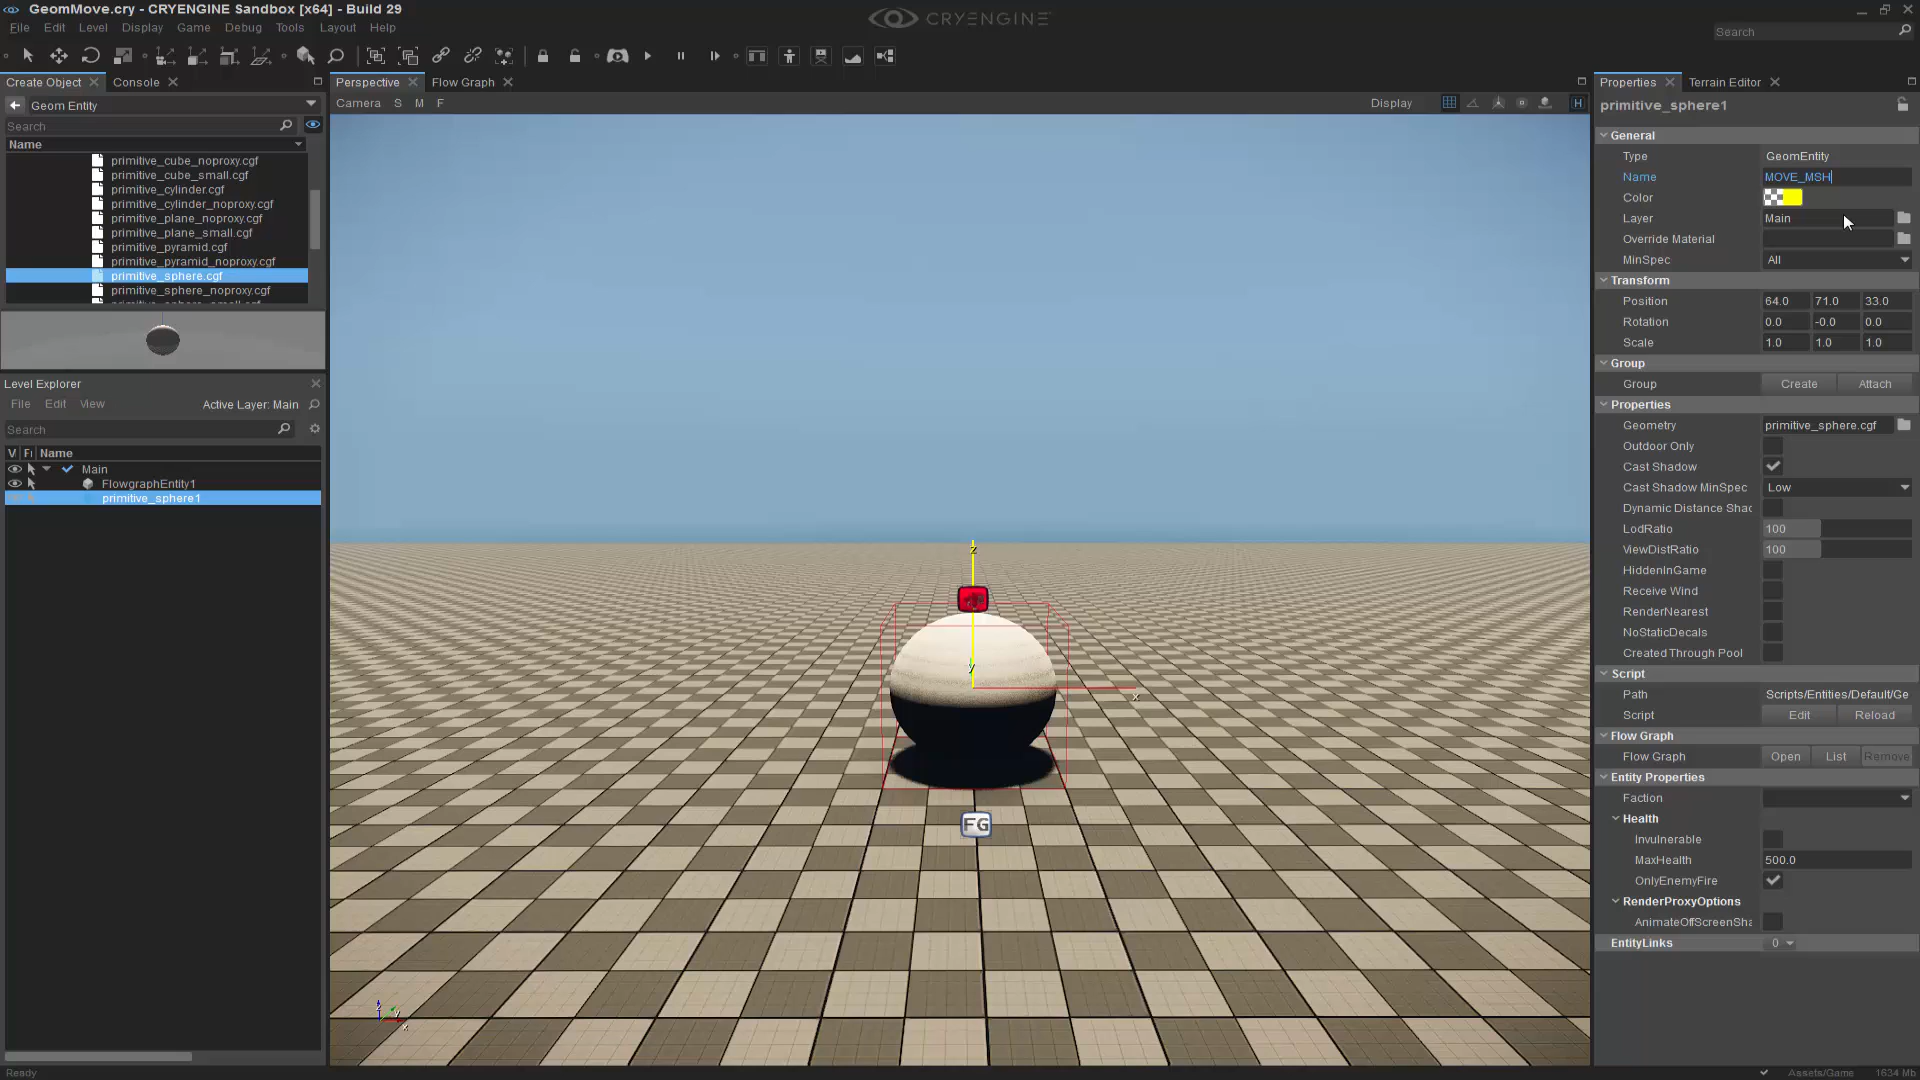 GeomMove.cry - CRYENGINE Sandbox [x64] - Build 29
CRYENGINE
File Edit Level Display Game Debug Tools Layout Help
Search
Create Object
Console
Geom Entity
Search
Name
primitive_cube_noproxy.cgf
primitive_cube_small.cgf
primitive_cylinder.cgf
primitive_cylinder_noproxy.cgf
primitive_plane_noproxy.cgf
primitive_plane_small.cgf
primitive_pyramid.cgf
primitive_pyramid_noproxy.cgf
primitive_sphere.cgf
primitive_sphere_noproxy.cgf
Level Explorer
File Edit View Active Layer: Main
Search
V Fi Name
Main
FlowgraphEntity1
primitive_sphere1
Perspective
Flow Graph
Camera S M F
Display
H
z
y
x
FG
z
y
x
Properties
Terrain Editor
primitive_sphere1
General
Type GeomEntity
Name MOVE_MSH
Color
Layer Main
Override Material
MinSpec All
Transform
Position 64.0 71.0 33.0
Rotation 0.0 -0.0 0.0
Scale 1.0 1.0 1.0
Group
Group Create Attach
Properties
Geometry primitive_sphere.cgf
Outdoor Only
Cast Shadow
Cast Shadow MinSpec Low
Dynamic Distance Shac
LodRatio 100
ViewDistRatio 100
HiddenInGame
Receive Wind
RenderNearest
NoStaticDecals
Created Through Pool
Script
Path Scripts/Entities/Default/Ge
Script Edit Reload
Flow Graph
Flow Graph Open List Remove
Entity Properties
Faction
Health
Invulnerable
MaxHealth 500.0
OnlyEnemyFire
RenderProxyOptions
AnimateOffScreenSha
EntityLinks 0
Ready
Assets/Game 1634 Mb